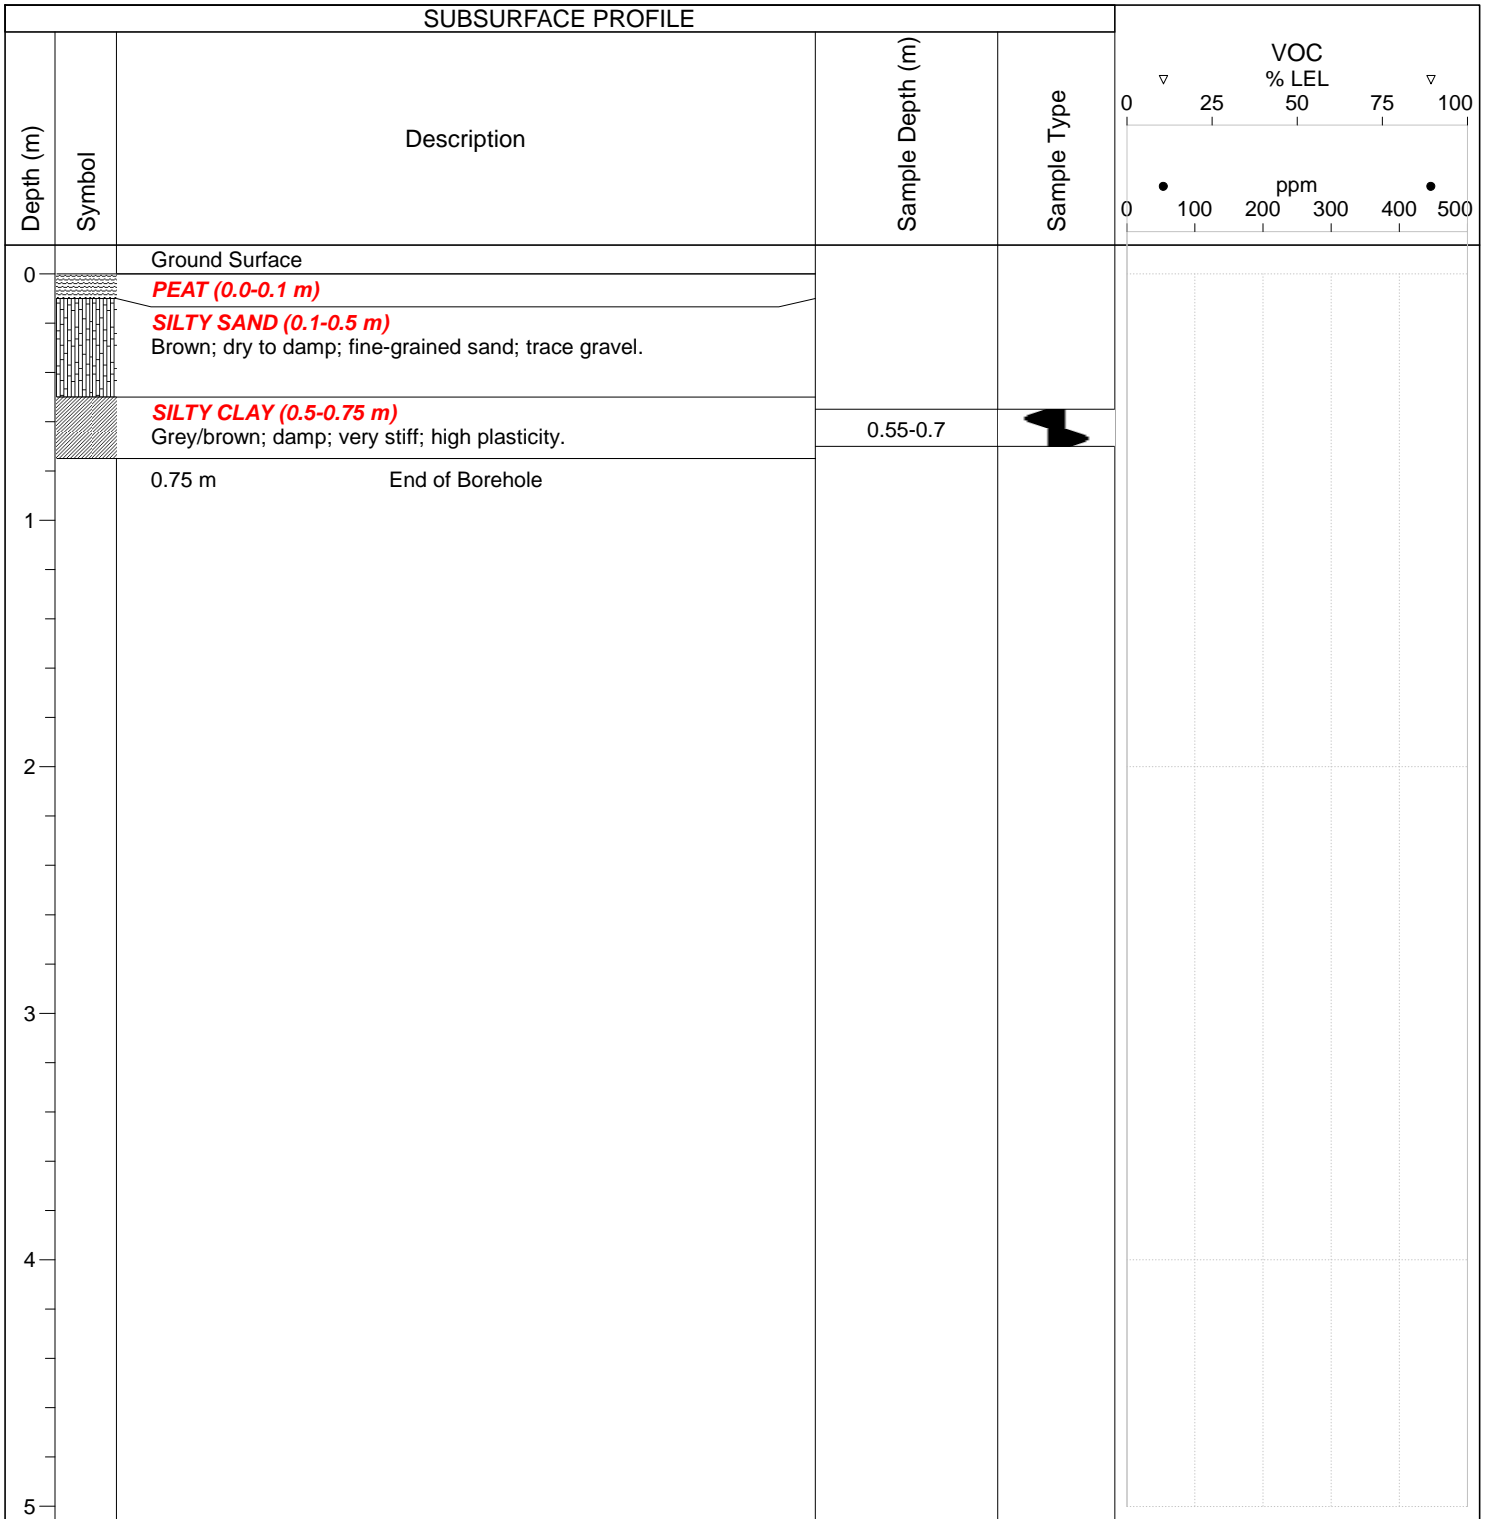 SUBSURFACE PROFILE
Depth (m)
Symbol
Description
Sample Depth (m)
Sample Type
VOC
% LEL
0 25 50 75 100
ppm
0 100 200 300 400 500
Ground Surface
0
PEAT (0.0-0.1 m)
SILTY SAND (0.1-0.5 m)
Brown; dry to damp; fine-grained sand; trace gravel.
SILTY CLAY (0.5-0.75 m)
Grey/brown; damp; very stiff; high plasticity.
0.55-0.7
0.75 m End of Borehole
1
2
3
4
5